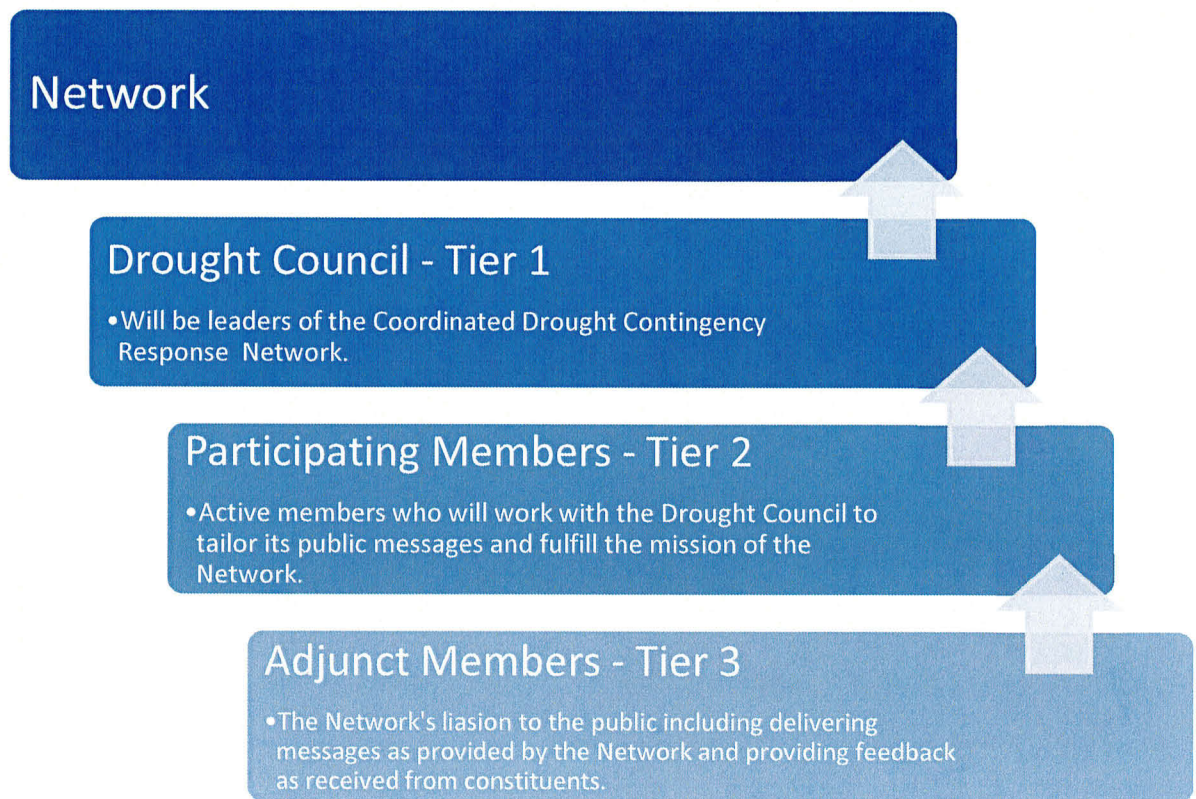 Network
Drought Council - Tier 1
•Will be leaders of the Coordinated Drought Contingency
Response Network.
Participating Members - Tier 2
•Active members who will work with the Drought Council to
tailor its public messages and fulfill the mission of the
Network.
Adjunct Members - Tier 3
•The Network's liasion to the public including delivering
messages as provided by the Network and providing feedback
as received from constituents.